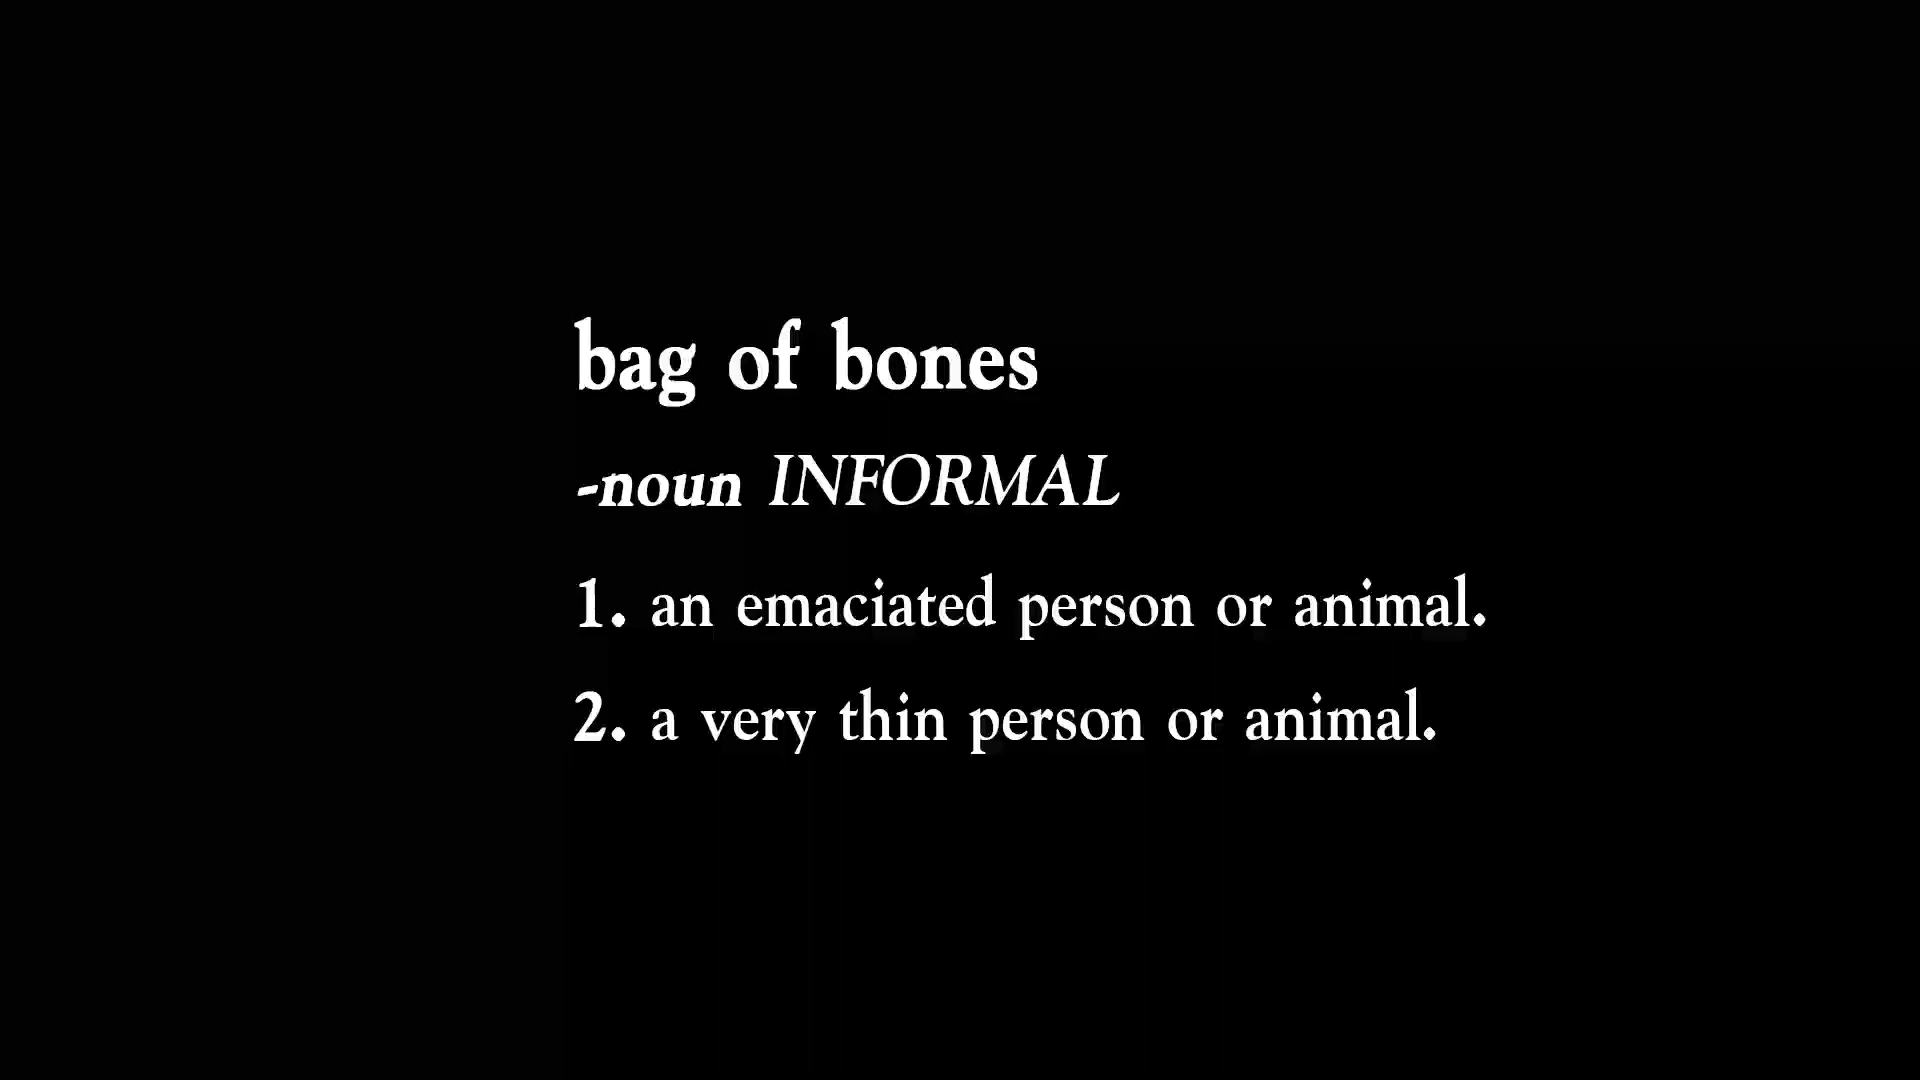 bag of bones
-noun INFORMAL
1. an emaciated person or animal.
2. a very thin person or animal.